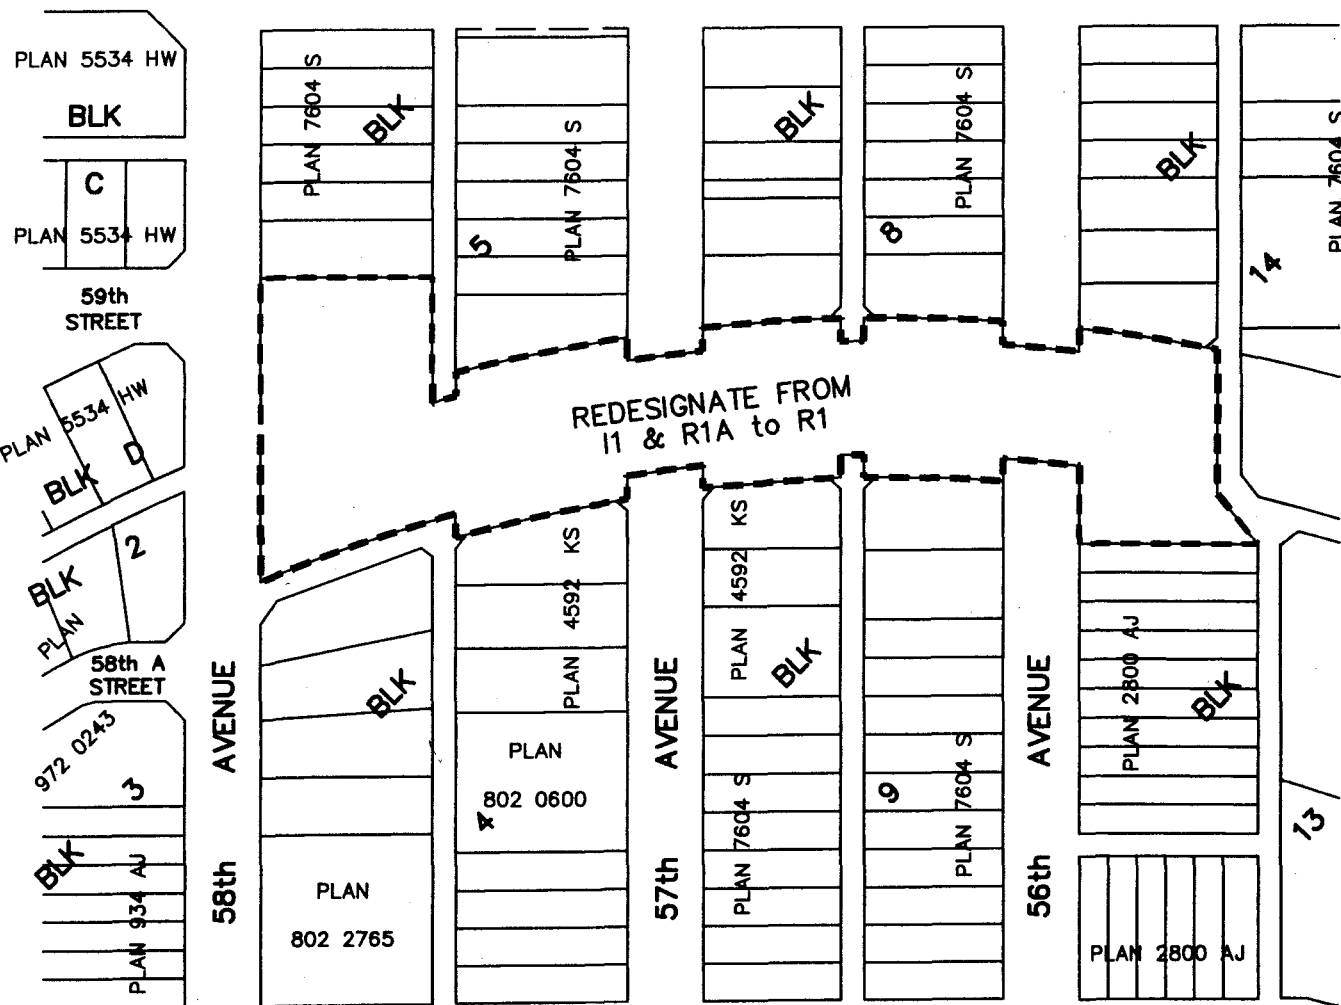 PLAN 5534 HW
BLK
C
PLAN 5534 HW
59th
STREET
PLAN 5534 HW
BLK D
2
BLK
PLAN
58th A
STREET
972 0243
3
BLK
PLAN 934 AJ
PLAN 7604 S
BLK
5
PLAN 7604 S
BLK
8
PLAN 7604 S
BLK
14
PLAN 7604 S
REDESIGNATE FROM
I1 & R1A to R1
58th AVENUE
BLK
4
PLAN 4592 KS
PLAN
802 0600
PLAN
802 2765
57th AVENUE
PLAN 4592 KS
BLK
9
PLAN 7604 S
PLAN 7604 S
56th AVENUE
PLAN 2800 AJ
BLK
13
PLAN 2800 AJ